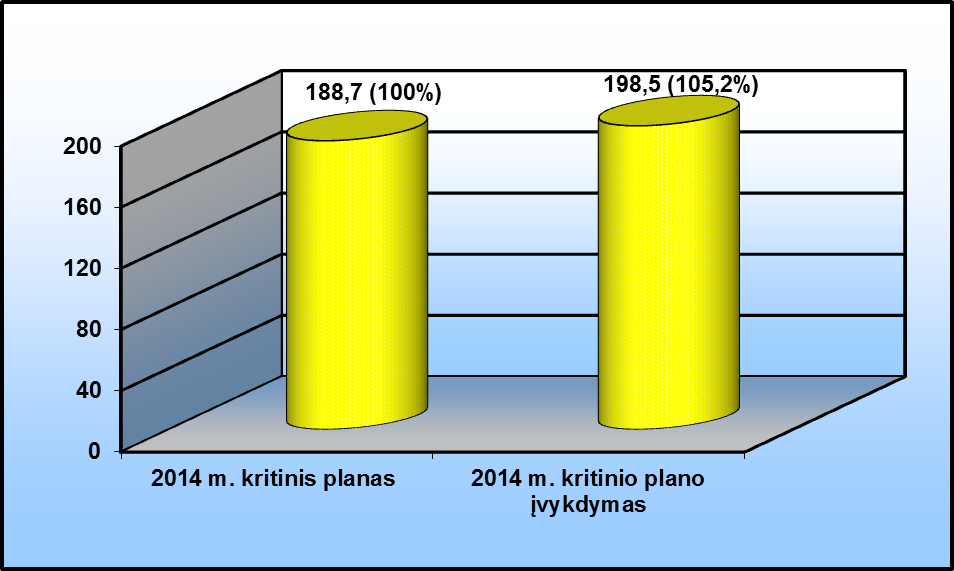 188,7 (100%)
198,5 (105,2%)
200
160
120
80
40
0
2014 m. kritinis planas
2014 m. kritinio plano
įvykdymas